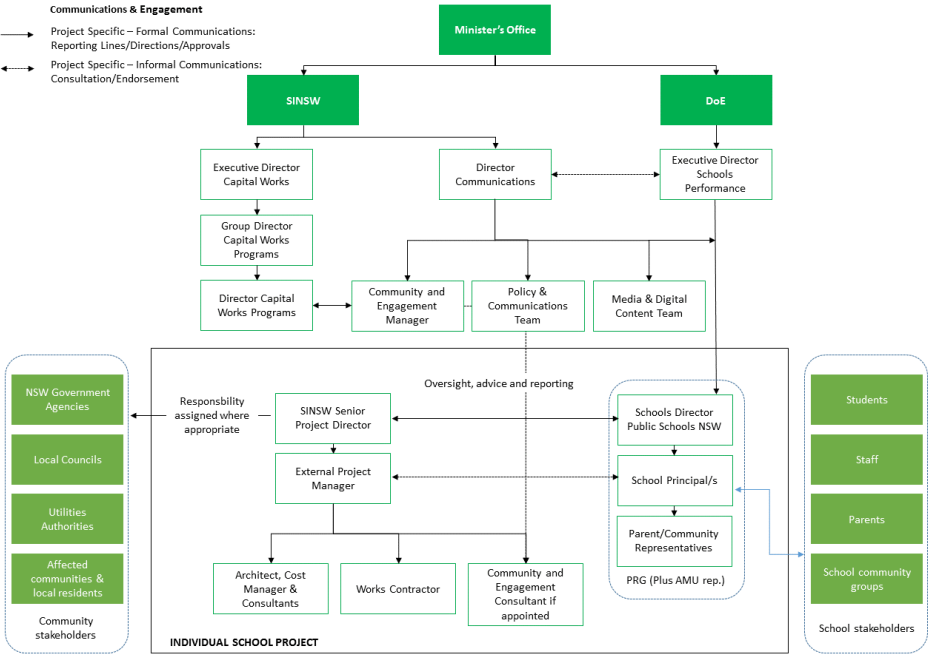 Communications & Engagement
Project Specific – Formal Communications:
Reporting Lines/Directions/Approvals
Project Specific – Informal Communications:
Consultation/Endorsement
Minister's Office
SINSW
DoE
Executive Director
Capital Works
Director
Communications
Executive Director
Schools
Performance
Group Director
Capital Works
Programs
Director Capital
Works Programs
Community and
Engagement
Manager
Policy &
Communications
Team
Media & Digital
Content Team
NSW Government
Agencies
Local Councils
Utilities
Authorities
Affected
communities &
local residents
Community
stakeholders
Responsbility
assigned where
appropriate
Oversight, advice and reporting
SINSW Senior
Project Director
External Project
Manager
Architect, Cost
Manager &
Consultants
Works Contractor
Community and
Engagement
Consultant if
appointed
Schools Director
Public Schools NSW
School Principal/s
Parent/Community
Representatives
PRG (Plus AMU rep.)
INDIVIDUAL SCHOOL PROJECT
Students
Staff
Parents
School community
groups
School stakeholders